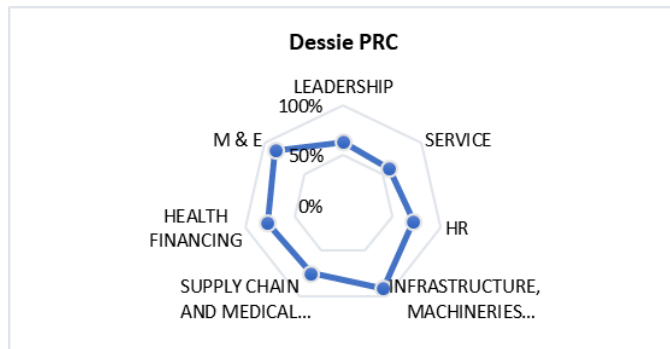 Dessie PRC
LEADERSHIP
100%
M & E
SERVICE
50%
0%
HEALTH
FINANCING
HR
SUPPLY CHAIN
AND MEDICAL...
INFRASTRUCTURE,
MACHINERIES...